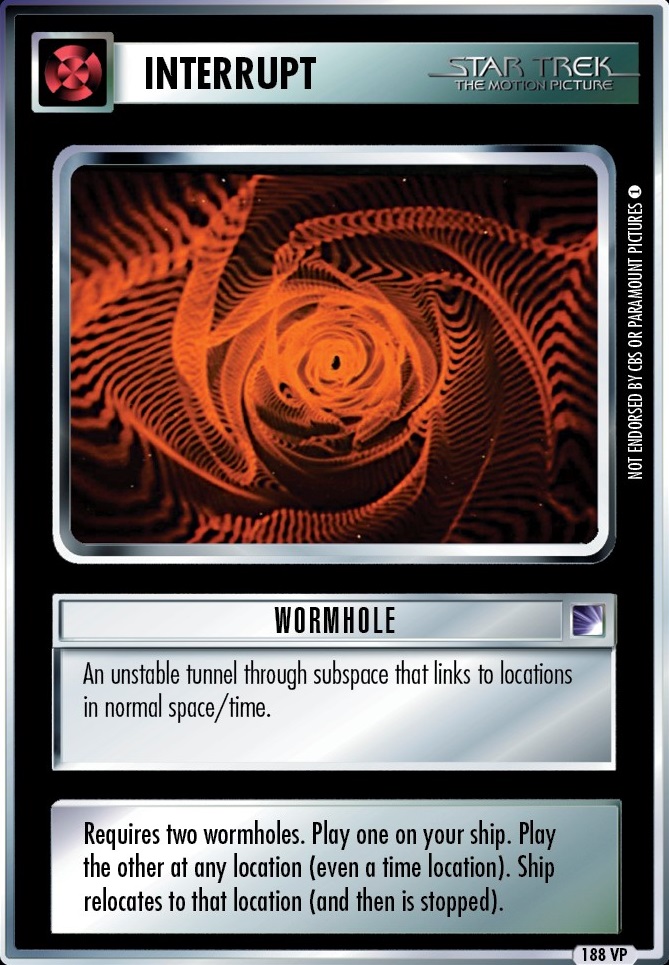 INTERRUPT
STAR TREK
THE MOTION PICTURE
NOT ENDORSED BY CBS OR PARAMOUNT PICTURES 1
WORMHOLE
An unstable tunnel through subspace that links to locations
in normal space/time.
Requires two wormholes. Play one on your ship. Play
the other at any location (even a time location). Ship
relocates to that location (and then is stopped).
188 VP